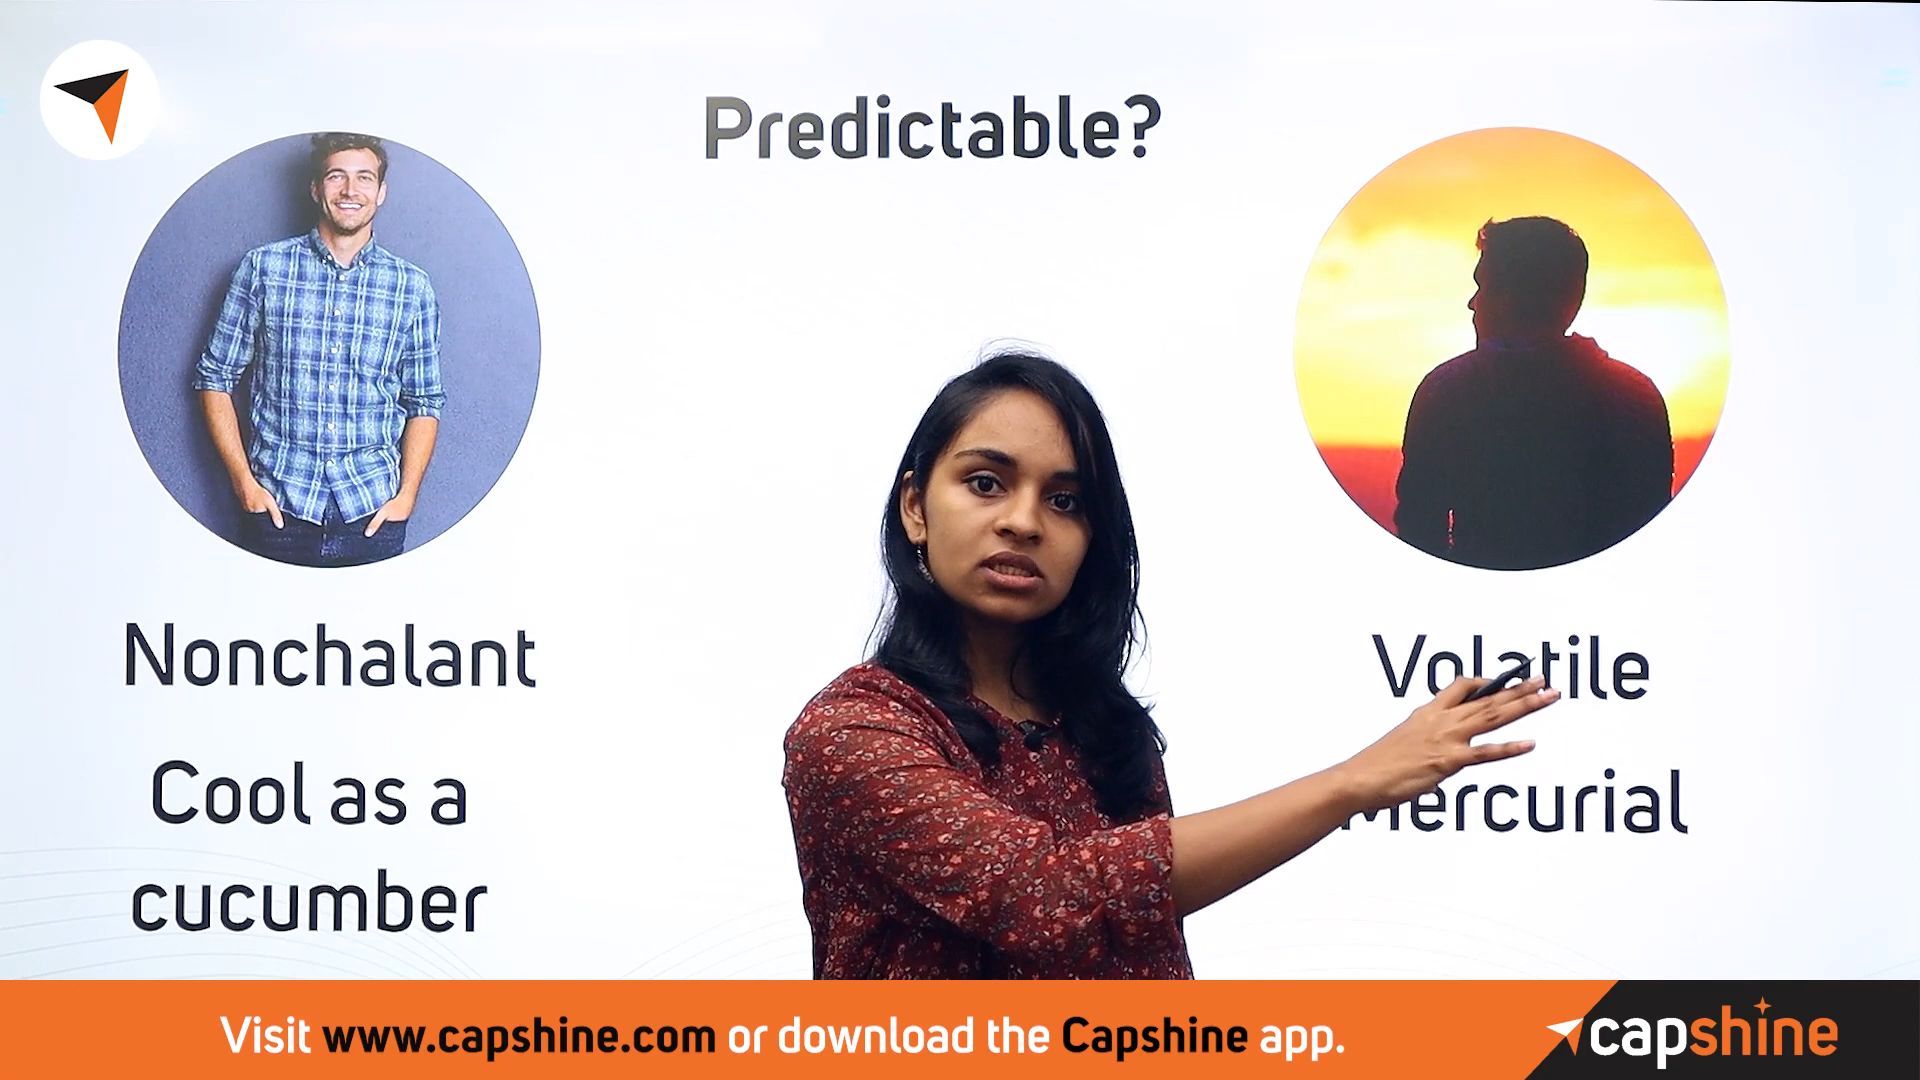 Predictable?
Nonchalant
Cool as a
cucumber
Volatile
Mercurial
Visit www.capshine.com or download the Capshine app.
capshine